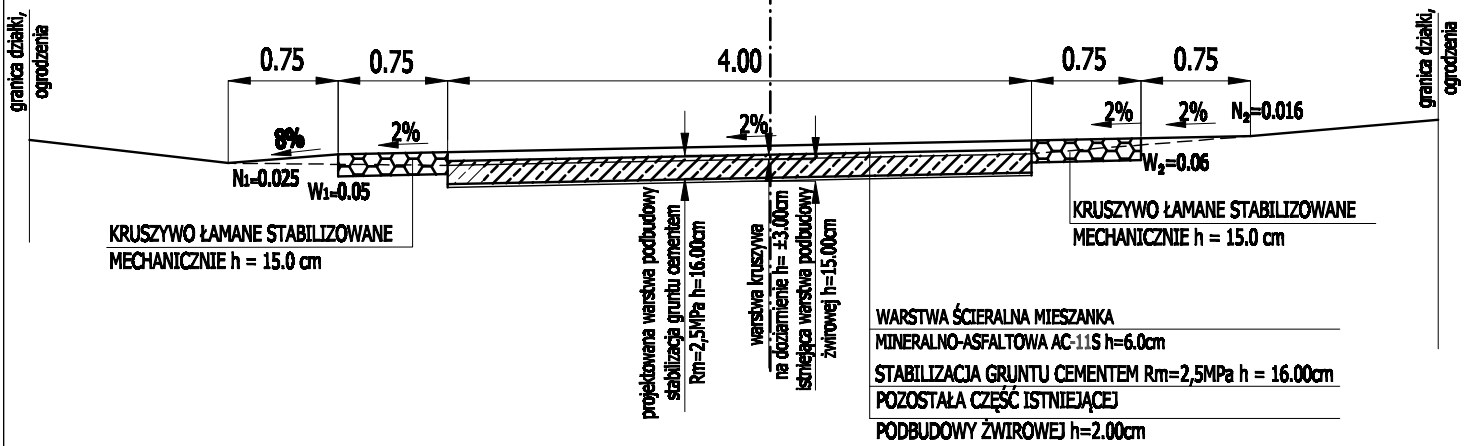 granica działki,
ogrodzenia
0.75
0.75
4.00
0.75
0.75
granica działki,
ogrodzenia
8%
2%
2%
2%
2%
N₂=0.016
N₁=0.025
W₁=0.05
W₂=0.06
KRUSZYWO ŁAMANE STABILIZOWANE
MECHANICZNIE h = 15.0 cm
KRUSZYWO ŁAMANE STABILIZOWANE
MECHANICZNIE h = 15.0 cm
projektowana warstwa podbudowy
stabilizacja gruntu cementem
Rm=2,5MPa h=16.00cm
warstwa kruszywa
na doziarnienie h= ±3.00cm
istniejąca warstwa podbudowy
żwirowej h=15.00cm
WARSTWA ŚCIERALNA MIESZANKA
MINERALNO-ASFALTOWA AC-11S h=6.0cm
STABILIZACJA GRUNTU CEMENTEM Rm=2,5MPa h = 16.00cm
POZOSTAŁA CZĘŚĆ ISTNIEJĄCEJ
PODBUDOWY ŻWIROWEJ h=2.00cm